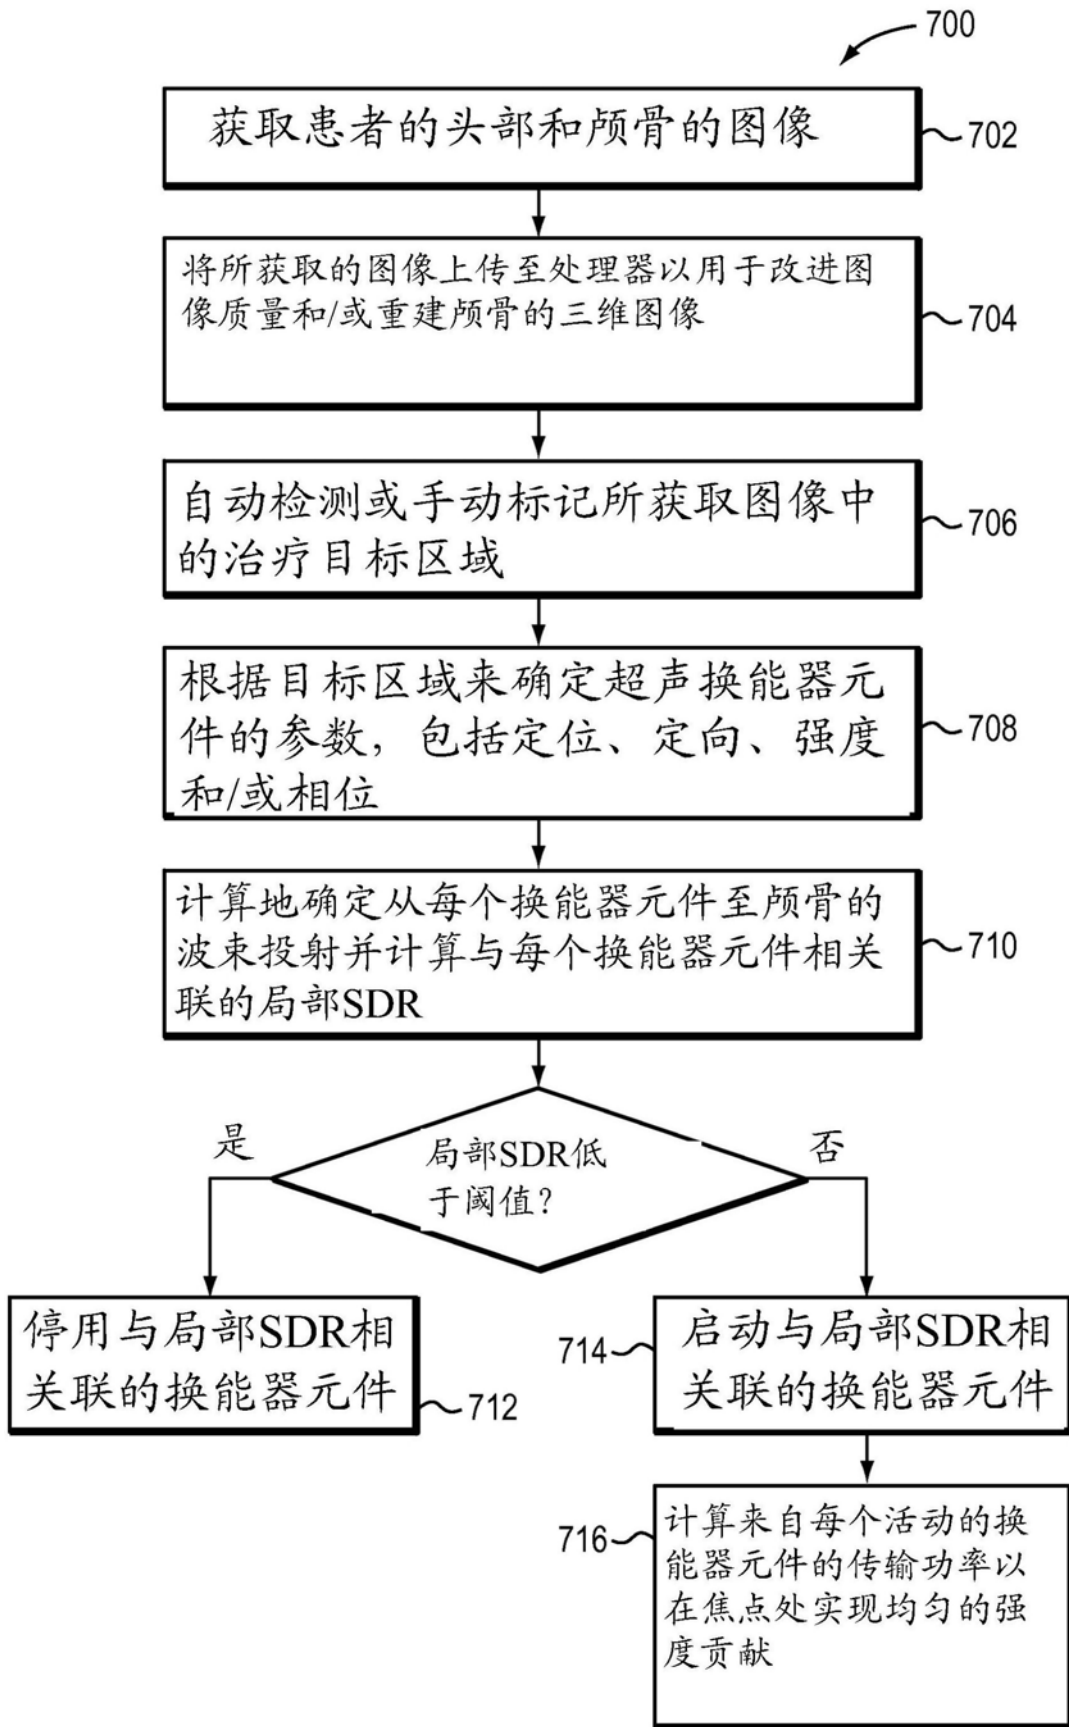 700
获取患者的头部和颅骨的图像
702
将所获取的图像上传至处理器以用于改进图
像质量和/或重建颅骨的三维图像
704
自动检测或手动标记所获取图像中
的治疗目标区域
706
根据目标区域来确定超声换能器元
件的参数，包括定位、定向、强度
和/或相位
708
计算地确定从每个换能器元件至颅骨的
波束投射并计算与每个换能器元件相关
联的局部SDR
710
局部SDR低
于阈值？
是
否
停用与局部SDR相
关联的换能器元件
712
启动与局部SDR相
关联的换能器元件
714
计算来自每个活动的换
能器元件的传输功率以
在焦点处实现均匀的强
度贡献
716